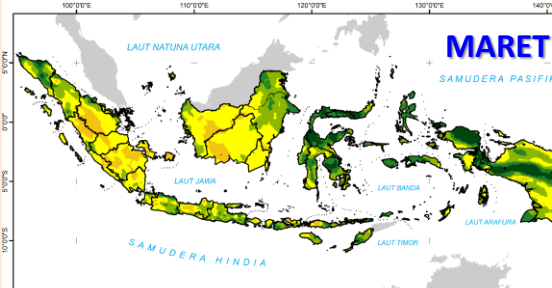 100°0'0"E 110°0'0"E 120°0'0"E 130°0'0"E 140°0
5°0'0"N
0°0'0"
5°0'0"S
10°0'0"S
LAUT NATUNA UTARA
MARET
SAMUDERA PASIFI
LAUT JAWA
LAUT BANDA
LAUT ARAFURA
LAUT TIMOR
SAMUDERA HINDIA